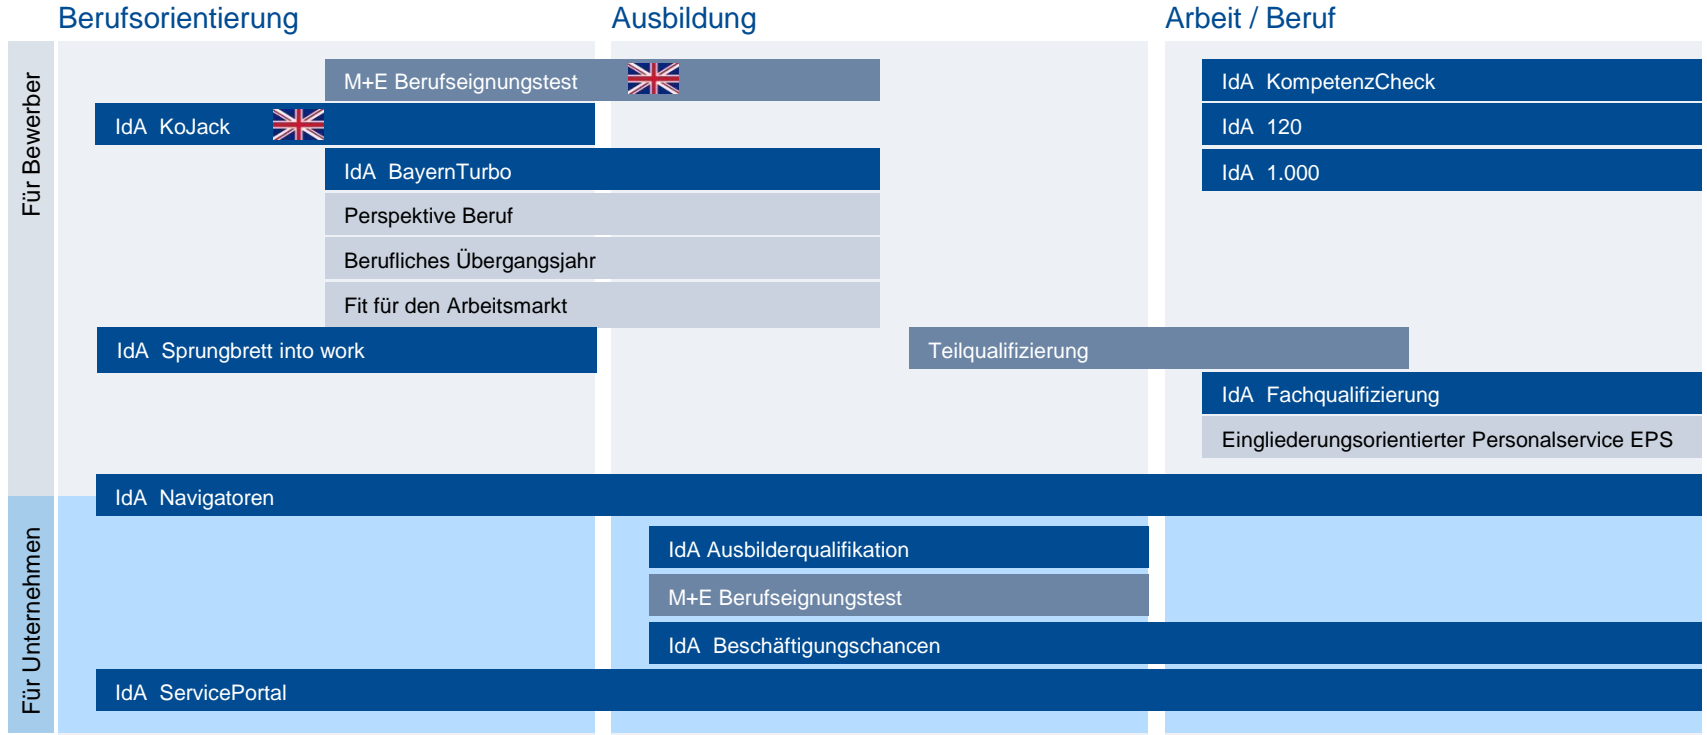 Berufsorientierung
Ausbildung
Arbeit / Beruf
Für Bewerber
M+E Berufseignungstest
IdA KompetenzCheck
IdA KoJack
IdA 120
IdA BayernTurbo
IdA 1.000
Perspektive Beruf
Berufliches Übergangsjahr
Fit für den Arbeitsmarkt
IdA Sprungbrett into work
Teilqualifizierung
IdA Fachqualifizierung
Eingliederungsorientierter Personalservice EPS
IdA Navigatoren
Für Unternehmen
IdA Ausbilderqualifikation
M+E Berufseignungstest
IdA Beschäftigungschancen
IdA ServicePortal